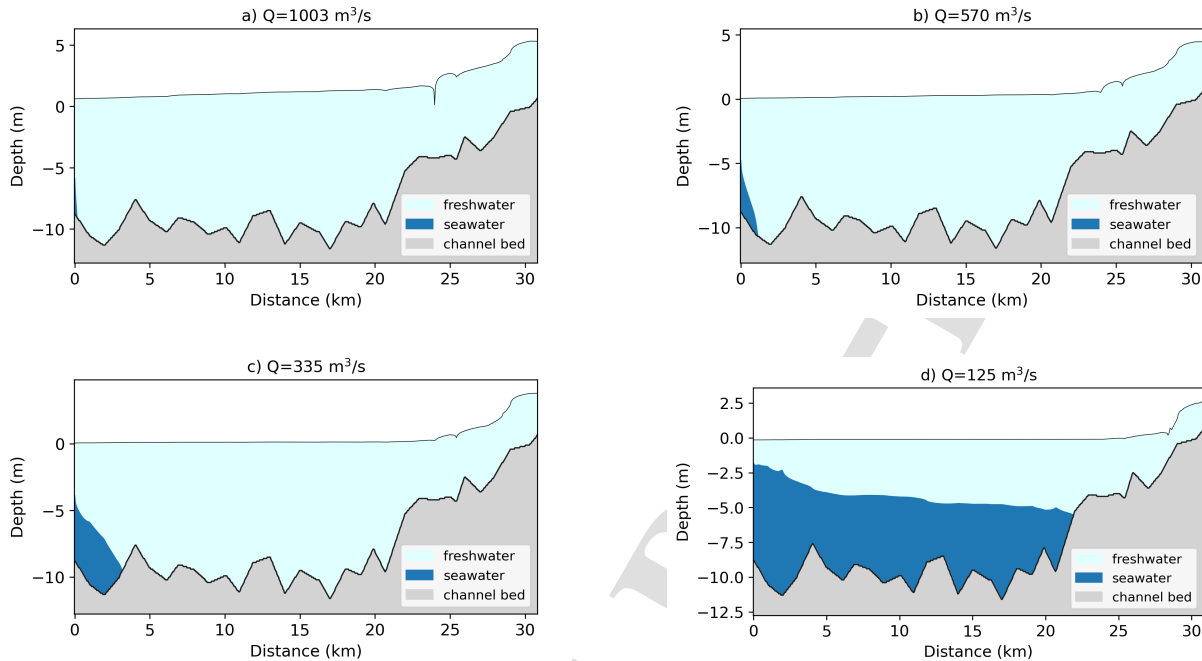 a) Q=1003 m³/s
5
0
−5
−10
Depth (m)
freshwater
seawater
channel bed
0 5 10 15 20 25 30
Distance (km)
b) Q=570 m³/s
5
0
−5
−10
Depth (m)
freshwater
seawater
channel bed
0 5 10 15 20 25 30
Distance (km)
c) Q=335 m³/s
0
−5
−10
Depth (m)
freshwater
seawater
channel bed
0 5 10 15 20 25 30
Distance (km)
d) Q=125 m³/s
2.5
0.0
−2.5
−5.0
−7.5
−10.0
−12.5
Depth (m)
freshwater
seawater
channel bed
0 5 10 15 20 25 30
Distance (km)